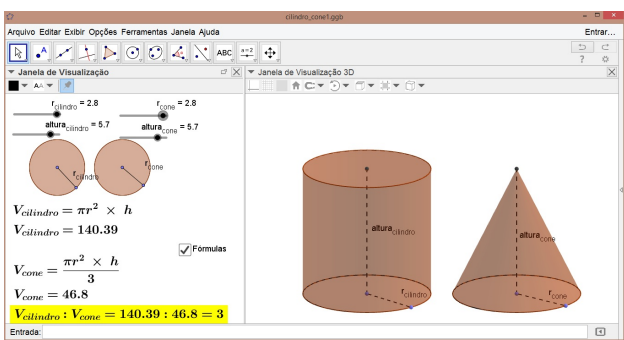 cilindro_cone1.ggb
Arquivo Editar Exibir Opções Ferramentas Janela Ajuda
Entrar...
ABC a=2
Janela de Visualização
Janela de Visualização 3D
AA
r_cilindro = 2.8
r_cone = 2.8
altura_cilindro = 5.7
altura_cone = 5.7
r_cilindro
r_cone
V_cilindro = πr² × h
V_cilindro = 140.39
Fórmulas
V_cone = πr² × h / 3
V_cone = 46.8
V_cilindro : V_cone = 140.39 : 46.8 = 3
altura_cilindro
r_cilindro
altura_cone
r_cone
Entrada: